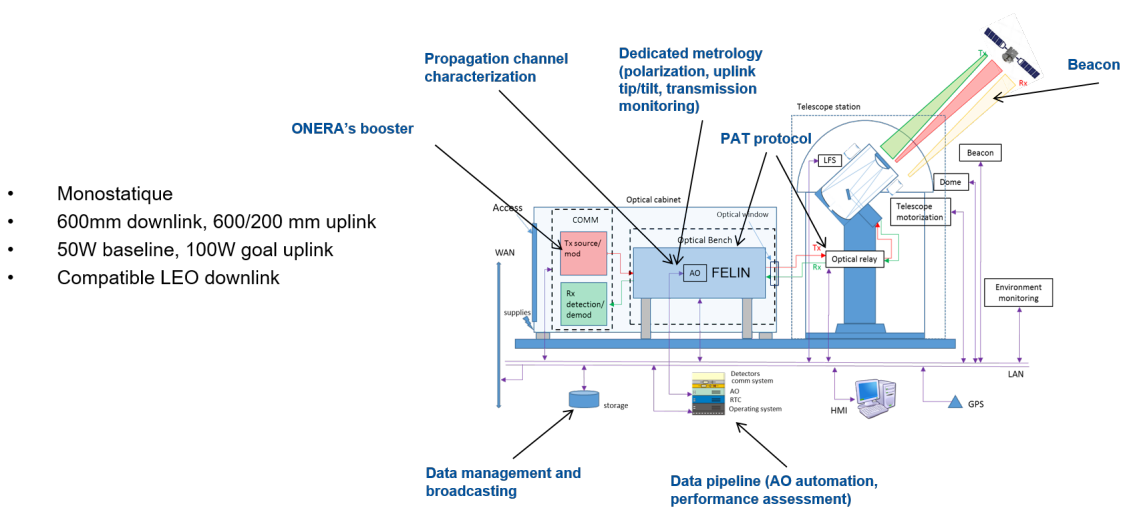 Monostatique
600mm downlink, 600/200 mm uplink
50W baseline, 100W goal uplink
Compatible LEO downlink
Propagation channel
characterization
Dedicated metrology
(polarization, uplink
tip/tilt, transmission
monitoring)
ONERA's booster
PAT protocol
Beacon
Tx
Rx
Telescope station
LFS
Beacon
Dome
Telescope
motorization
Optical cabinet
Access
COMM
Optical window
Tx source/
mod
Optical Bench
AO
FELIN
Tx
Rx
Optical relay
WAN
Rx
detection/
demod
supplies
Environment
monitoring
LAN
Detectors
comm system
AO
RTC
Operating system
storage
HMI
GPS
Data management and
broadcasting
Data pipeline (AO automation,
performance assessment)